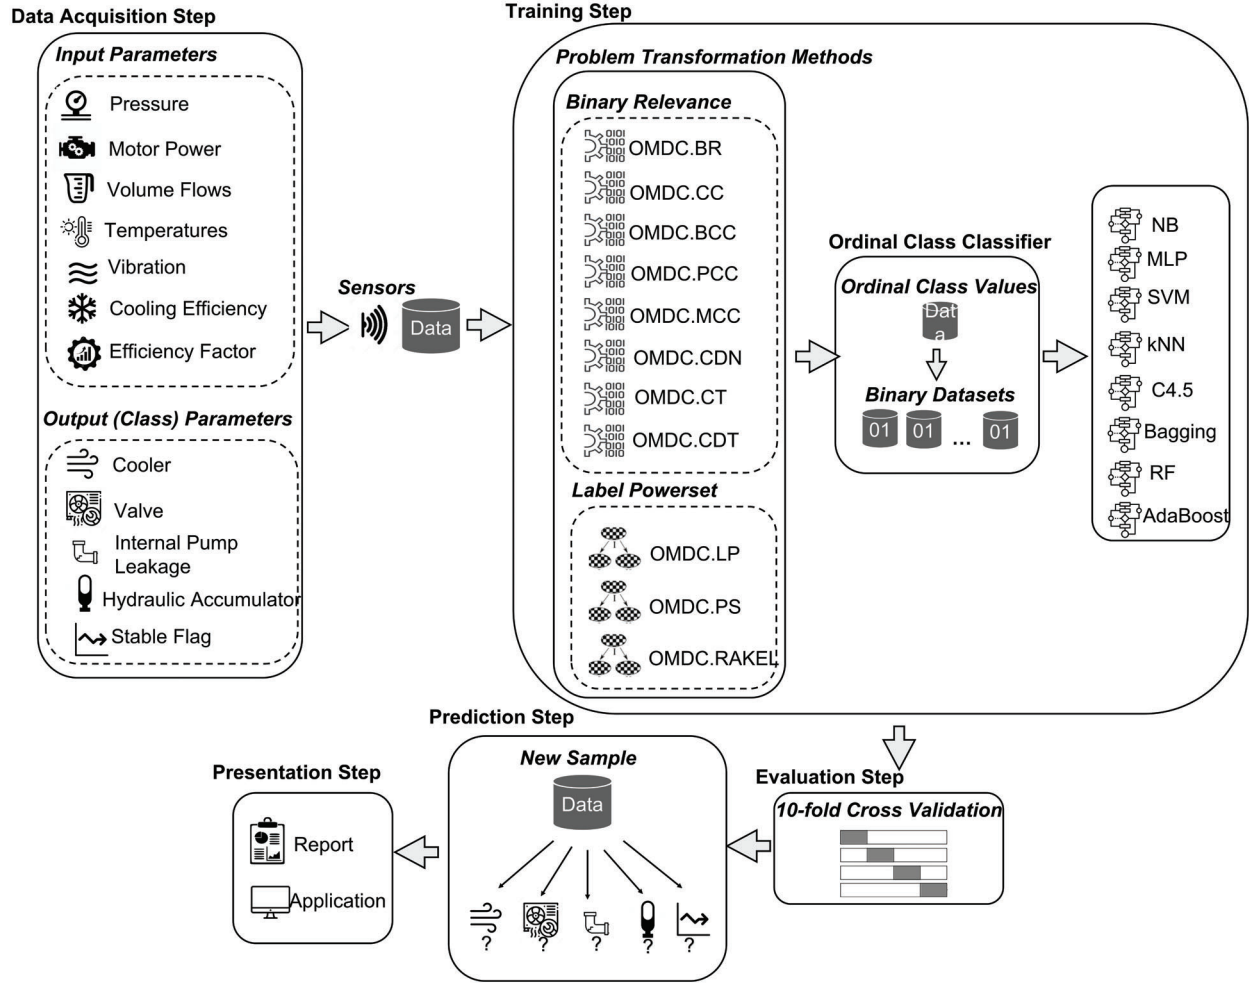 Data Acquisition Step
Input Parameters
Pressure
Motor Power
Volume Flows
Temperatures
Vibration
Cooling Efficiency
Efficiency Factor
Output (Class) Parameters
Cooler
Valve
Internal Pump
Leakage
Hydraulic Accumulator
Stable Flag
Sensors
Data
Training Step
Problem Transformation Methods
Binary Relevance
OMDC.BR
OMDC.CC
OMDC.BCC
OMDC.PCC
OMDC.MCC
OMDC.CDN
OMDC.CT
OMDC.CDT
Label Powerset
OMDC.LP
OMDC.PS
OMDC.RAKEL
Ordinal Class Classifier
Ordinal Class Values
Dat
a
Binary Datasets
01 01 ... 01
NB
MLP
SVM
kNN
C4.5
Bagging
RF
AdaBoost
Evaluation Step
10-fold Cross Validation
Prediction Step
New Sample
Data
? ? ? ? ?
Presentation Step
Report
Application